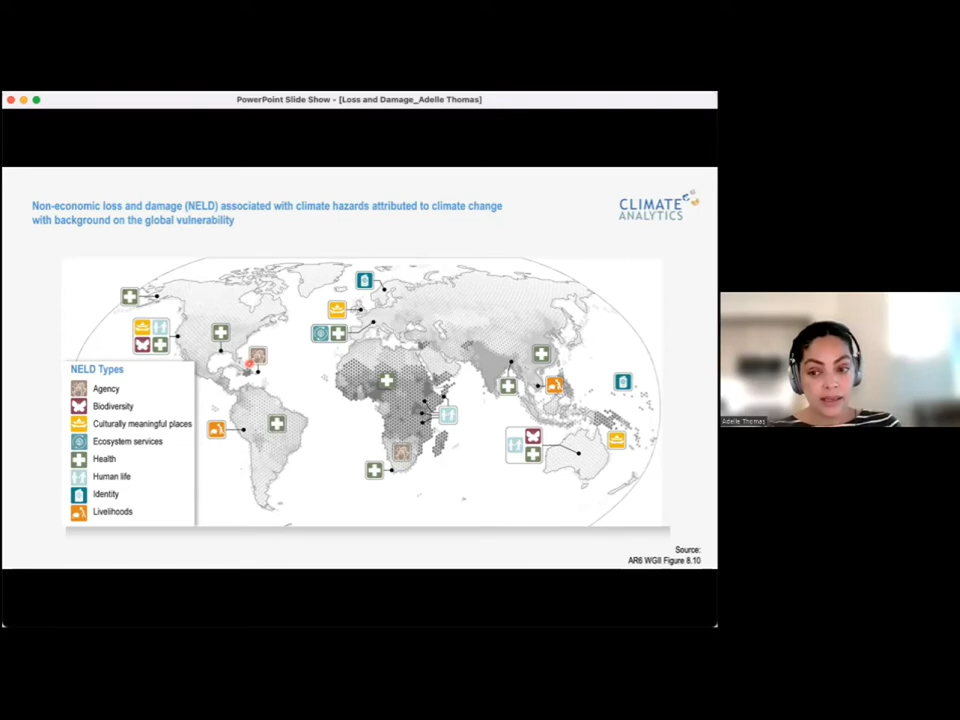 PowerPoint Slide Show - [Loss and Damage_Adelle Thomas]
Non-economic loss and damage (NELD) associated with climate hazards attributed to climate change
with background on the global vulnerability
CLIMATE
ANALYTICS
NELD Types
Agency
Biodiversity
Culturally meaningful places
Ecosystem services
Health
Human life
Identity
Livelihoods
Source:
AR6 WGII Figure 8.10
Adelle Thomas